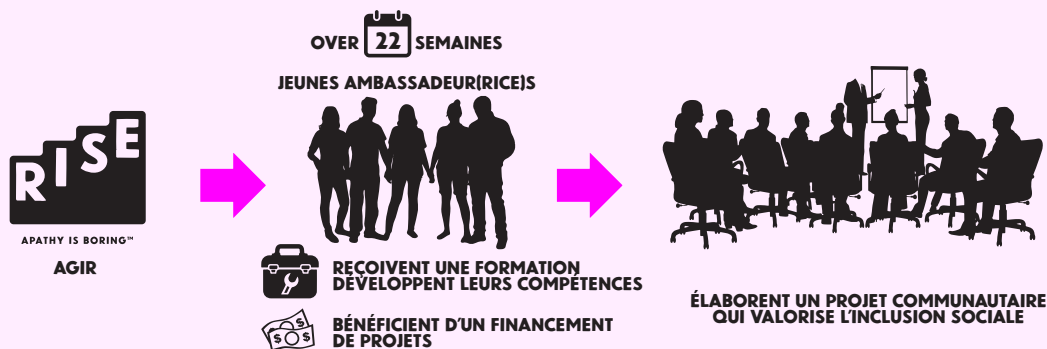 OVER 22 SEMAINES
JEUNES AMBASSADEUR(RICE)S
RISE
APATHY IS BORING™
AGIR
REÇOIVENT UNE FORMATION
DÉVELOPPENT LEURS COMPÉTENCES
BÉNÉFICIENT D'UN FINANCEMENT
DE PROJETS
ÉLABORENT UN PROJET COMMUNAUTAIRE
QUI VALORISE L'INCLUSION SOCIALE